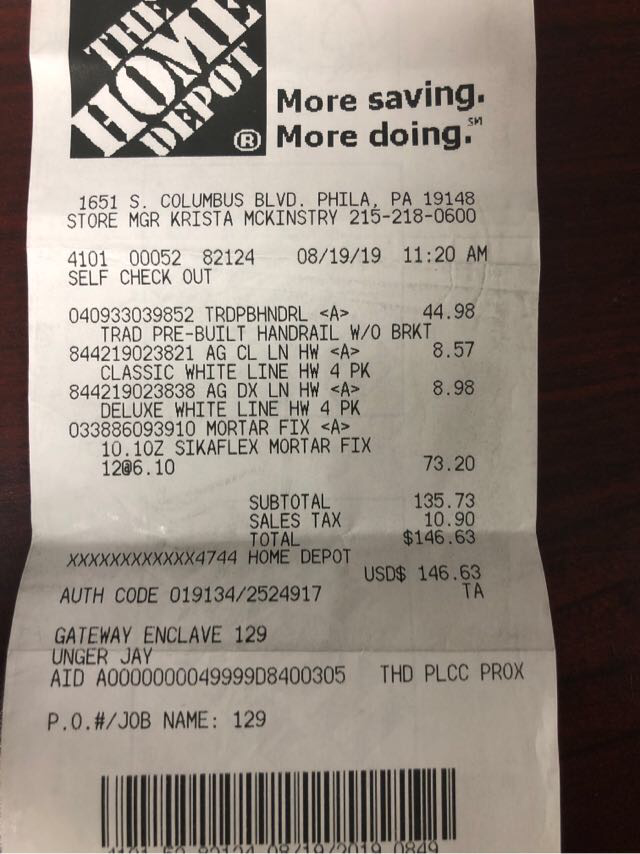 THE
HOME
DEPOT
®
More saving.
More doing.℠
1651 S. COLUMBUS BLVD. PHILA, PA 19148
STORE MGR KRISTA MCKINSTRY 215-218-0600
4101 00052 82124 08/19/19 11:20 AM
SELF CHECK OUT
040933039852 TRDPBHNDRL <A> 44.98
TRAD PRE-BUILT HANDRAIL W/O BRKT
844219023821 AG CL LN HW <A> 8.57
CLASSIC WHITE LINE HW 4 PK
844219023838 AG DX LN HW <A> 8.98
DELUXE WHITE LINE HW 4 PK
033886093910 MORTAR FIX <A>
10.1OZ SIKAFLEX MORTAR FIX
12@6.10 73.20
SUBTOTAL 135.73
SALES TAX 10.90
TOTAL $146.63
XXXXXXXXXXXX4744 HOME DEPOT
USD$ 146.63
AUTH CODE 019134/2524917 TA
GATEWAY ENCLAVE 129
UNGER JAY
AID A0000000049999D8400305 THD PLCC PROX
P.O.#/JOB NAME: 129
08/19/2019 0849